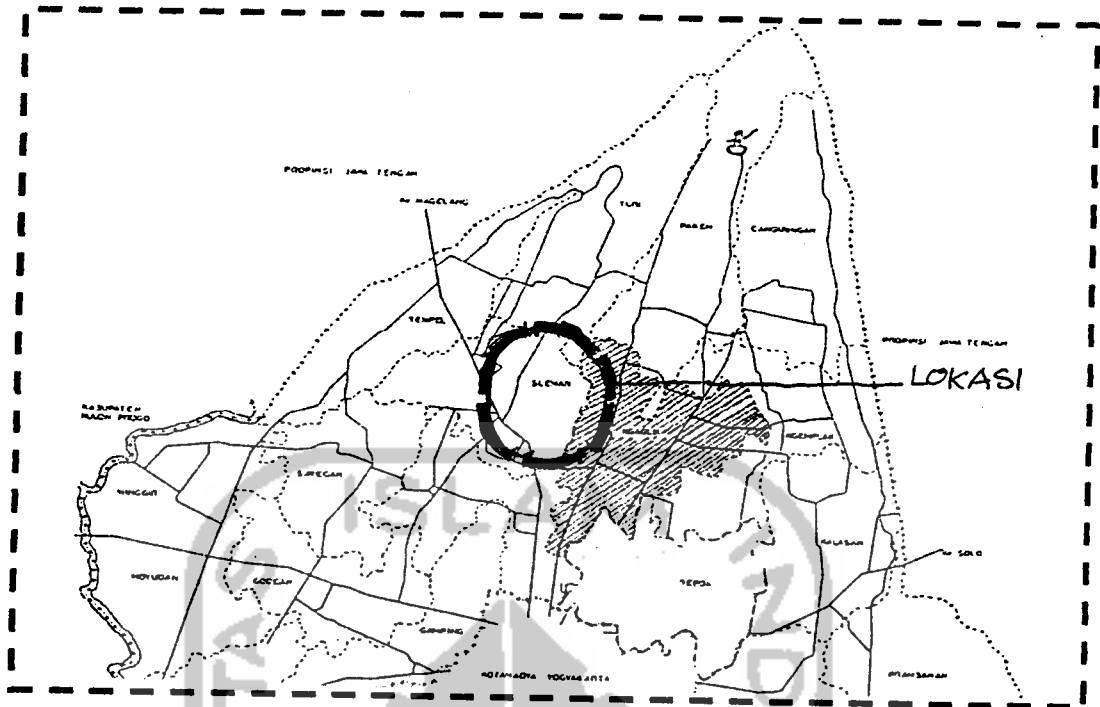 PROPINSI JAWA TENGAH
KE MAGELANG
TURI
PAKEM
CANGKRINGAN
TEMPEL
PROPINSI JAWA TENGAH
SLEMAN
LOKASI
KABUPATEN
KULON PROGO
NGEMPLAK
SEYEGAN
MINGGIR
KALASAN
KE SOLO
MOYUDAN
GODEAN
DEPOK
GAMPING
KOTAMADYA YOGYAKARTA
PRAMBANAN
ISLAM